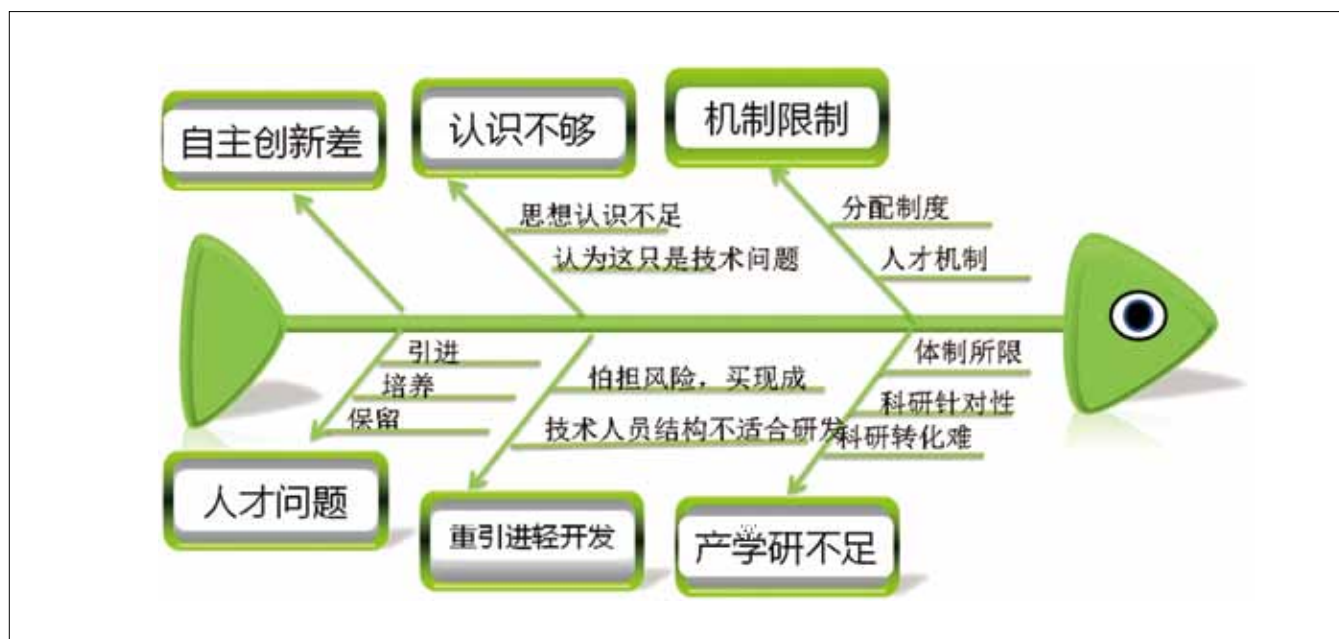 自主创新差
认识不够
机制限制
思想认识不足
认为这只是技术问题
分配制度
人才机制
引进
培养
保留
怕担风险，买现成
技术人员结构不适合研发
体制所限
科研针对性
科研转化难
人才问题
重引进轻开发
产学研不足